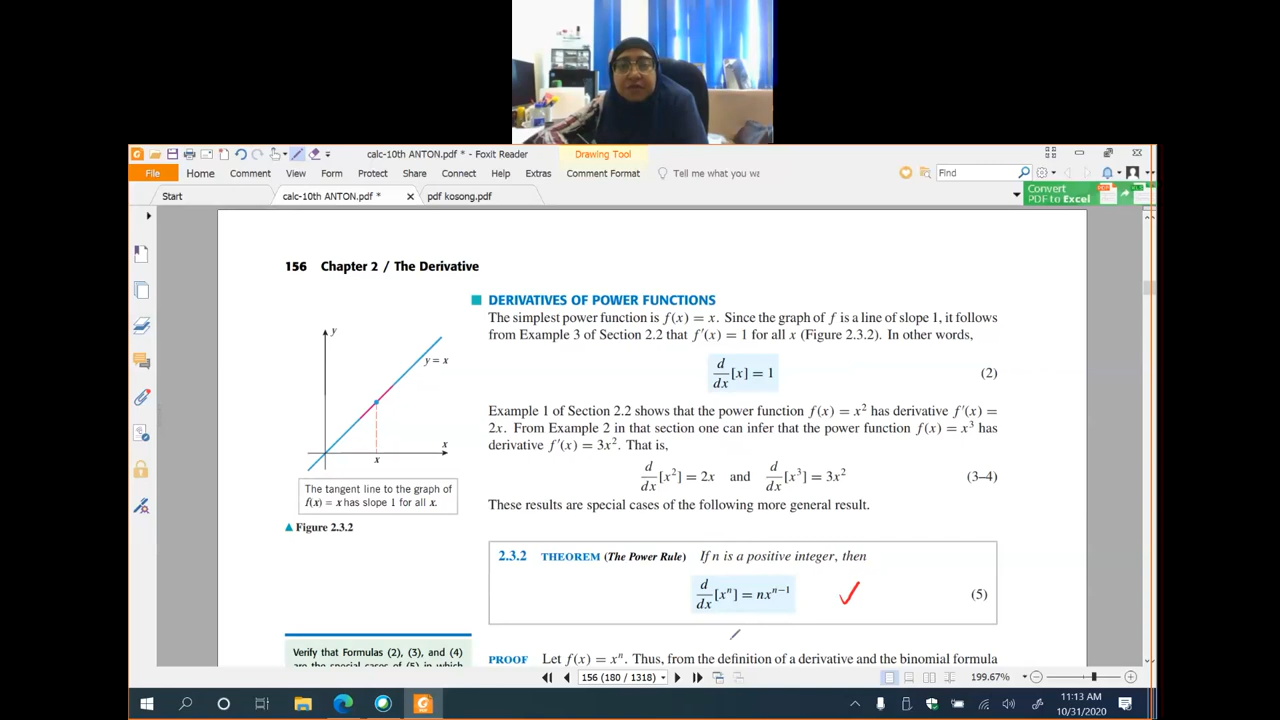 calc-10th ANTON.pdf * - Foxit Reader
Drawing Tool
File Home Comment View Form Protect Share Connect Help Extras Comment Format Tell me what you wa Find
Start calc-10th ANTON.pdf * pdf kosong.pdf
Convert
PDF to Excel
156 Chapter 2 / The Derivative
DERIVATIVES OF POWER FUNCTIONS
The simplest power function is f(x) = x. Since the graph of f is a line of slope 1, it follows
from Example 3 of Section 2.2 that f′(x) = 1 for all x (Figure 2.3.2). In other words,
d/dx [x] = 1 (2)
Example 1 of Section 2.2 shows that the power function f(x) = x² has derivative f′(x) =
2x. From Example 2 in that section one can infer that the power function f(x) = x³ has
derivative f′(x) = 3x². That is,
d/dx [x²] = 2x and d/dx [x³] = 3x² (3–4)
These results are special cases of the following more general result.
y
y = x
x
x
The tangent line to the graph of
f(x) = x has slope 1 for all x.
▲ Figure 2.3.2
2.3.2 THEOREM (The Power Rule) If n is a positive integer, then
d/dx [xⁿ] = nxⁿ⁻¹ (5)
Verify that Formulas (2), (3), and (4)
are the special cases of (5) in which
PROOF Let f(x) = xⁿ. Thus, from the definition of a derivative and the binomial formula
156 (180 / 1318)
199.67%
11:13 AM
10/31/2020